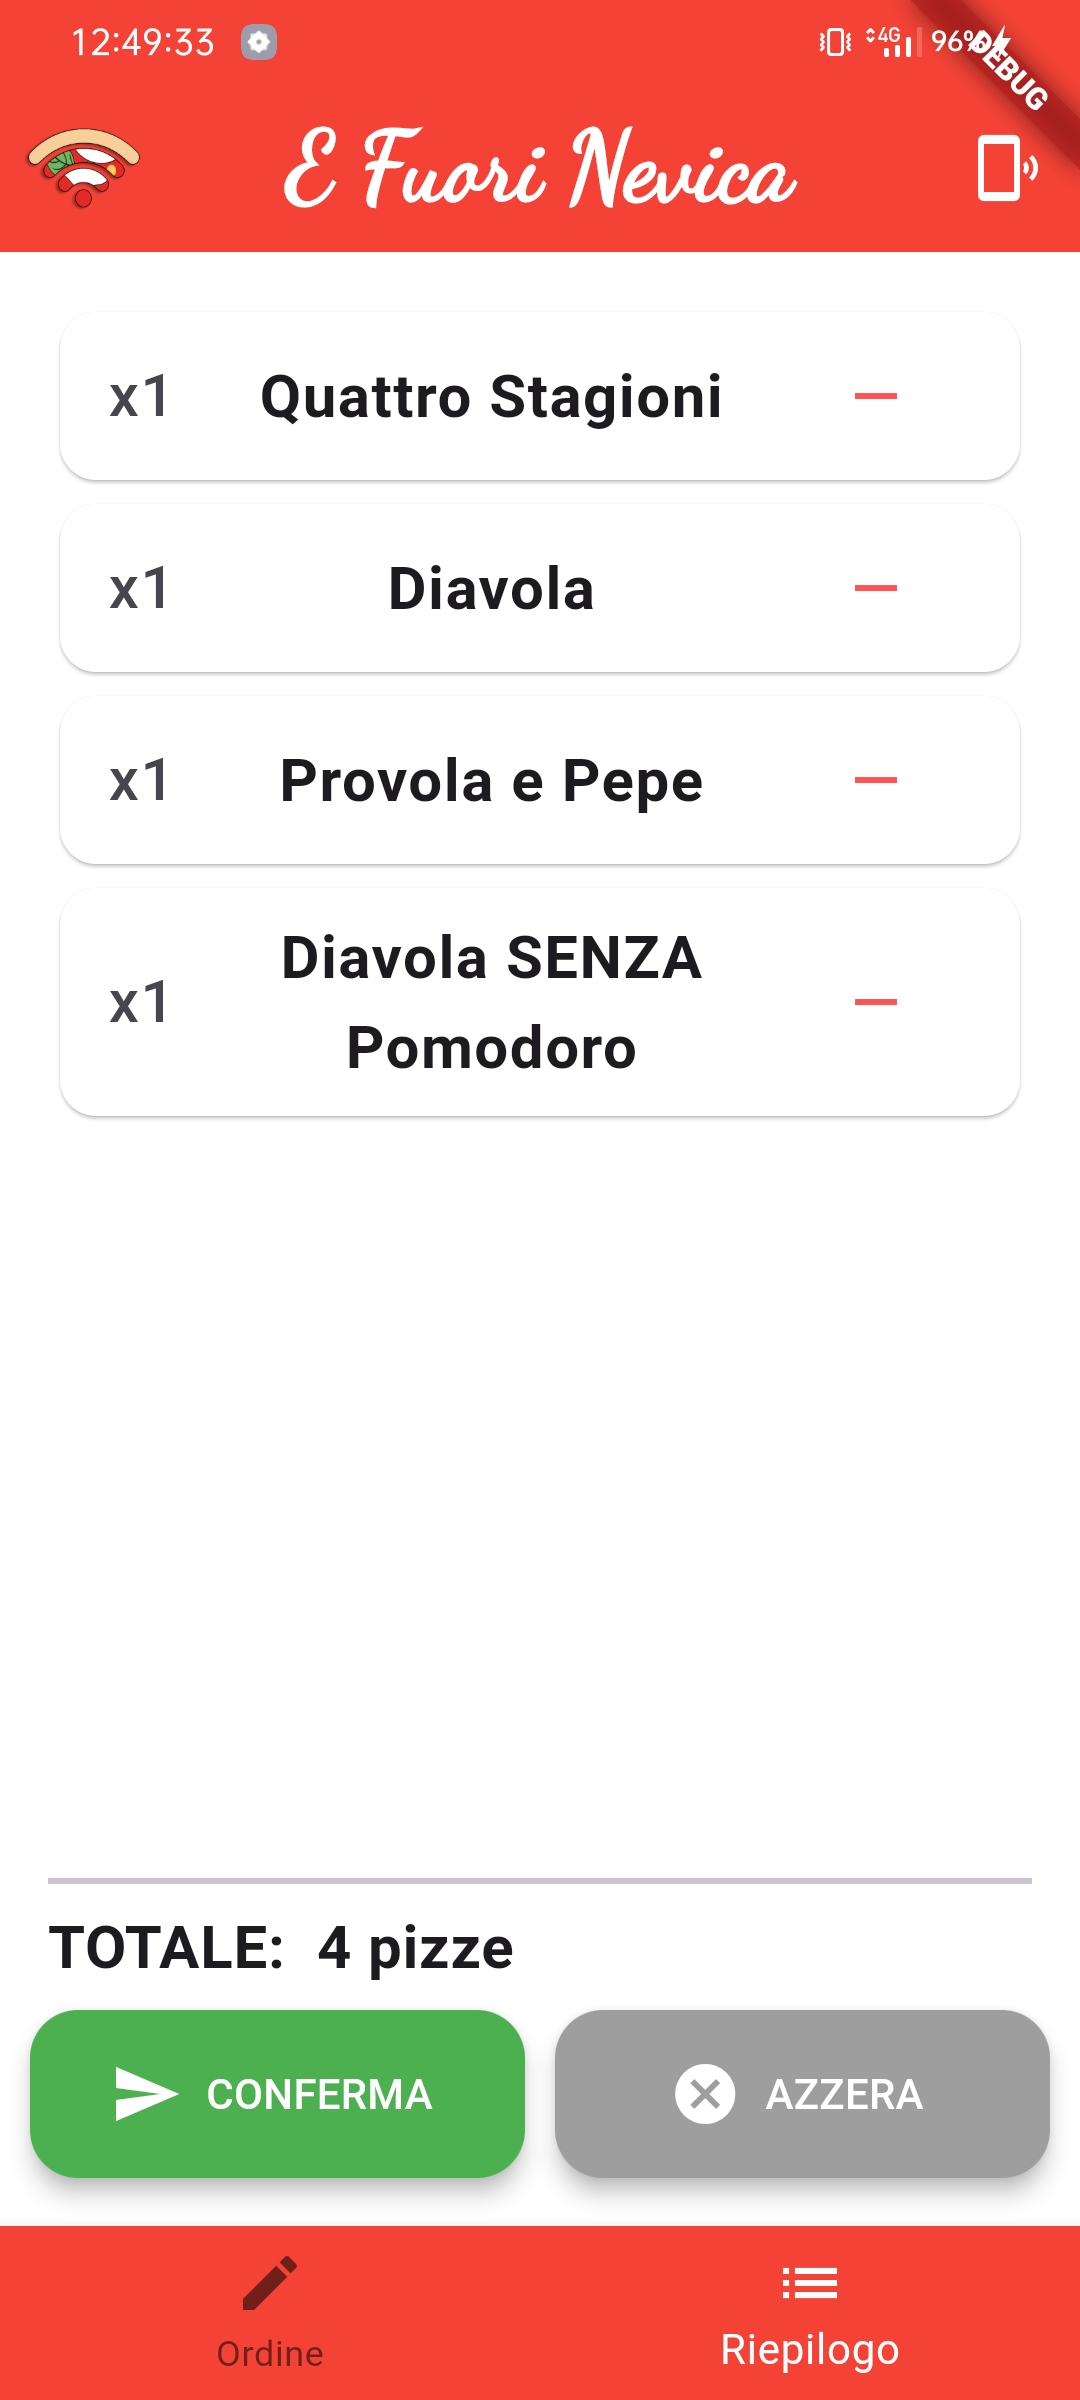 12:49:33
4G 96%
DEBUG
E Fuori Nevica
x1 Quattro Stagioni
x1 Diavola
x1 Provola e Pepe
x1 Diavola SENZA
Pomodoro
TOTALE: 4 pizze
CONFERMA
AZZERA
Ordine
Riepilogo